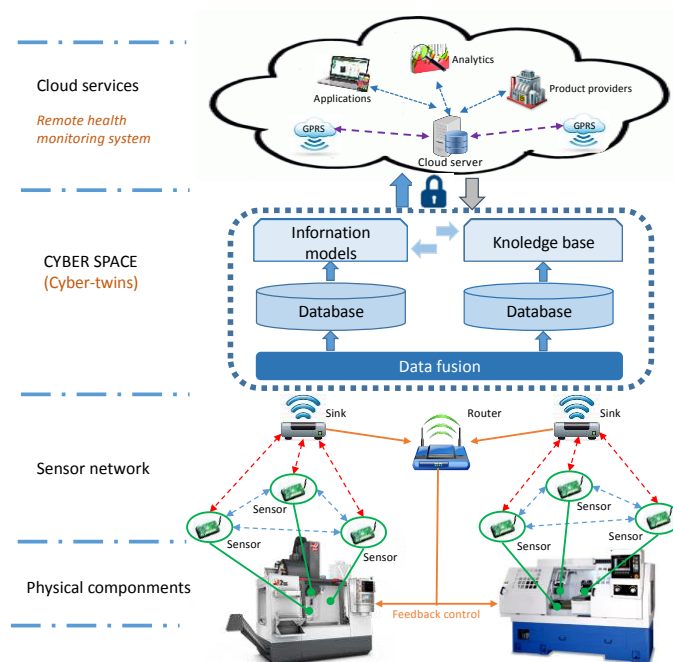 Cloud services
Remote health
monitoring system
Analytics
Applications
Product providers
GPRS
GPRS
Cloud server
CYBER SPACE
(Cyber-twins)
Infernation
models
Knoledge base
Database
Database
Data fusion
Sink
Router
Sink
Sensor network
Sensor
Sensor
Sensor
Sensor
Sensor
Sensor
Physical componments
Feedback control